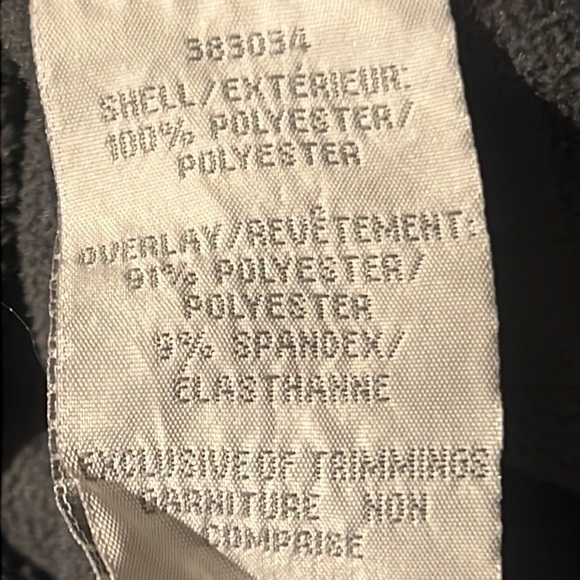 383034
SHELL/EXTÉRIEUR:
100% POLYESTER/
POLYESTER
OVERLAY/REVÊTEMENT:
91% POLYESTER/
POLYESTER
9% SPANDEX/
ELASTHANNE
EXCLUSIVE OF TRIMMINGS
GARNITURE NON
COMPRISE